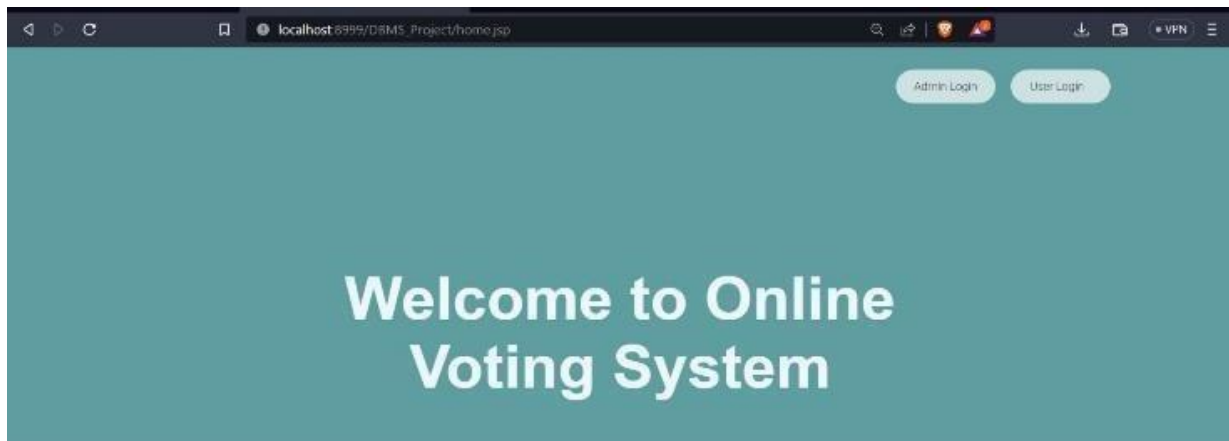 localhost:8999/DBMS_Project/home.jsp
VPN
Admin Login
User Login
Welcome to Online
Voting System